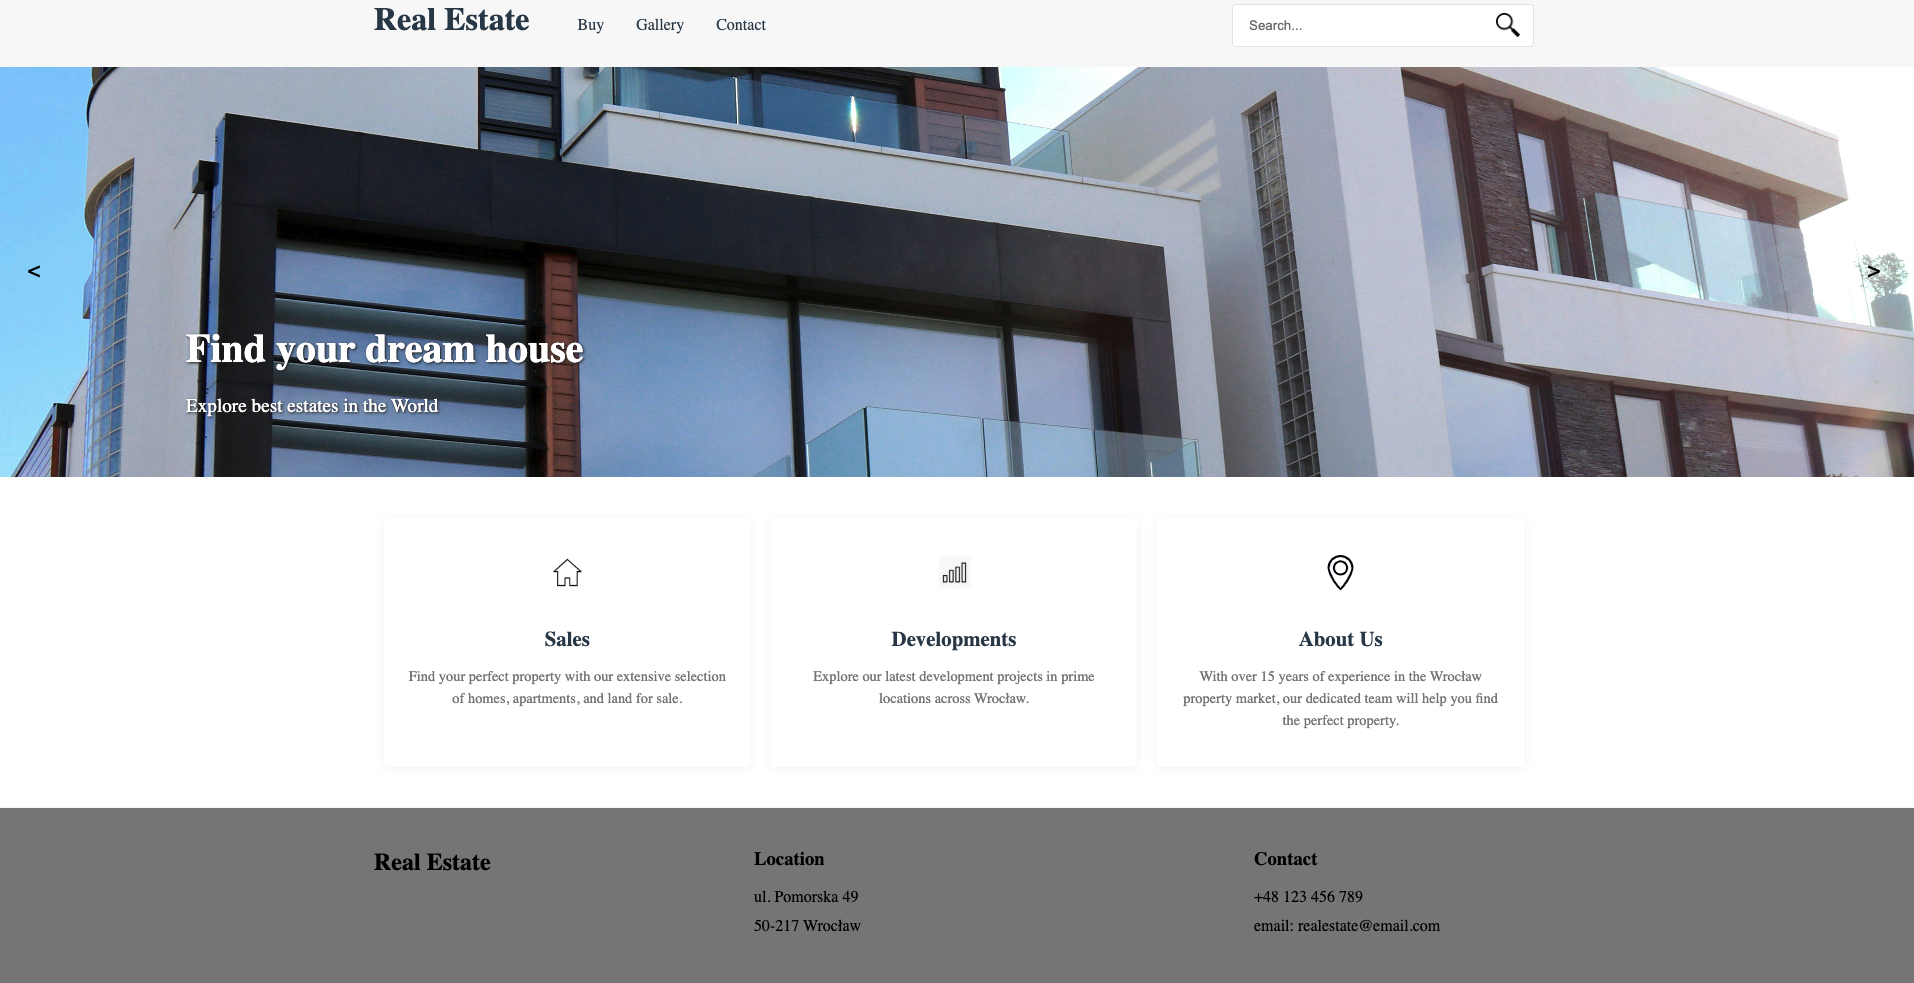 Real Estate
Buy
Gallery
Contact
Search...
<
>
Find your dream house
Explore best estates in the World
Sales
Find your perfect property with our extensive selection
of homes, apartments, and land for sale.
Developments
Explore our latest development projects in prime
locations across Wrocław.
About Us
With over 15 years of experience in the Wrocław
property market, our dedicated team will help you find
the perfect property.
Real Estate
Location
ul. Pomorska 49
50-217 Wrocław
Contact
+48 123 456 789
email: realestate@email.com